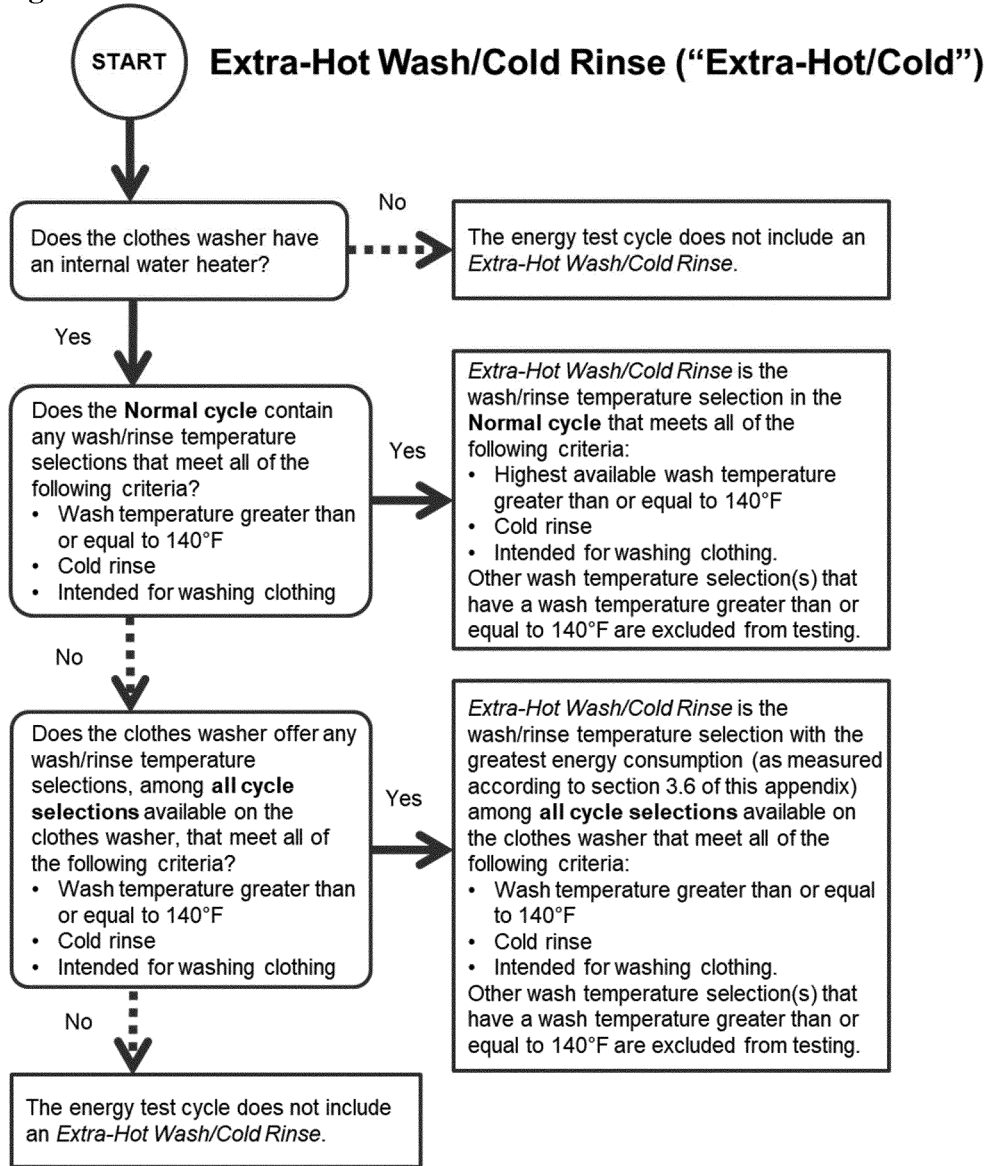 START
Extra-Hot Wash/Cold Rinse (“Extra-Hot/Cold”)
Does the clothes washer have
an internal water heater?
No
The energy test cycle does not include an
Extra-Hot Wash/Cold Rinse.
Yes
Does the Normal cycle contain
any wash/rinse temperature
selections that meet all of the
following criteria?
• Wash temperature greater than
or equal to 140°F
• Cold rinse
• Intended for washing clothing
Yes
Extra-Hot Wash/Cold Rinse is the
wash/rinse temperature selection in the
Normal cycle that meets all of the
following criteria:
• Highest available wash temperature
greater than or equal to 140°F
• Cold rinse
• Intended for washing clothing.
Other wash temperature selection(s) that
have a wash temperature greater than or
equal to 140°F are excluded from testing.
No
Does the clothes washer offer any
wash/rinse temperature
selections, among all cycle
selections available on the
clothes washer, that meet all of
the following criteria?
• Wash temperature greater than
or equal to 140°F
• Cold rinse
• Intended for washing clothing
Yes
Extra-Hot Wash/Cold Rinse is the
wash/rinse temperature selection with the
greatest energy consumption (as measured
according to section 3.6 of this appendix)
among all cycle selections available on
the clothes washer that meet all of the
following criteria:
• Wash temperature greater than or equal
to 140°F
• Cold rinse
• Intended for washing clothing.
Other wash temperature selection(s) that
have a wash temperature greater than or
equal to 140°F are excluded from testing.
No
The energy test cycle does not include
an Extra-Hot Wash/Cold Rinse.